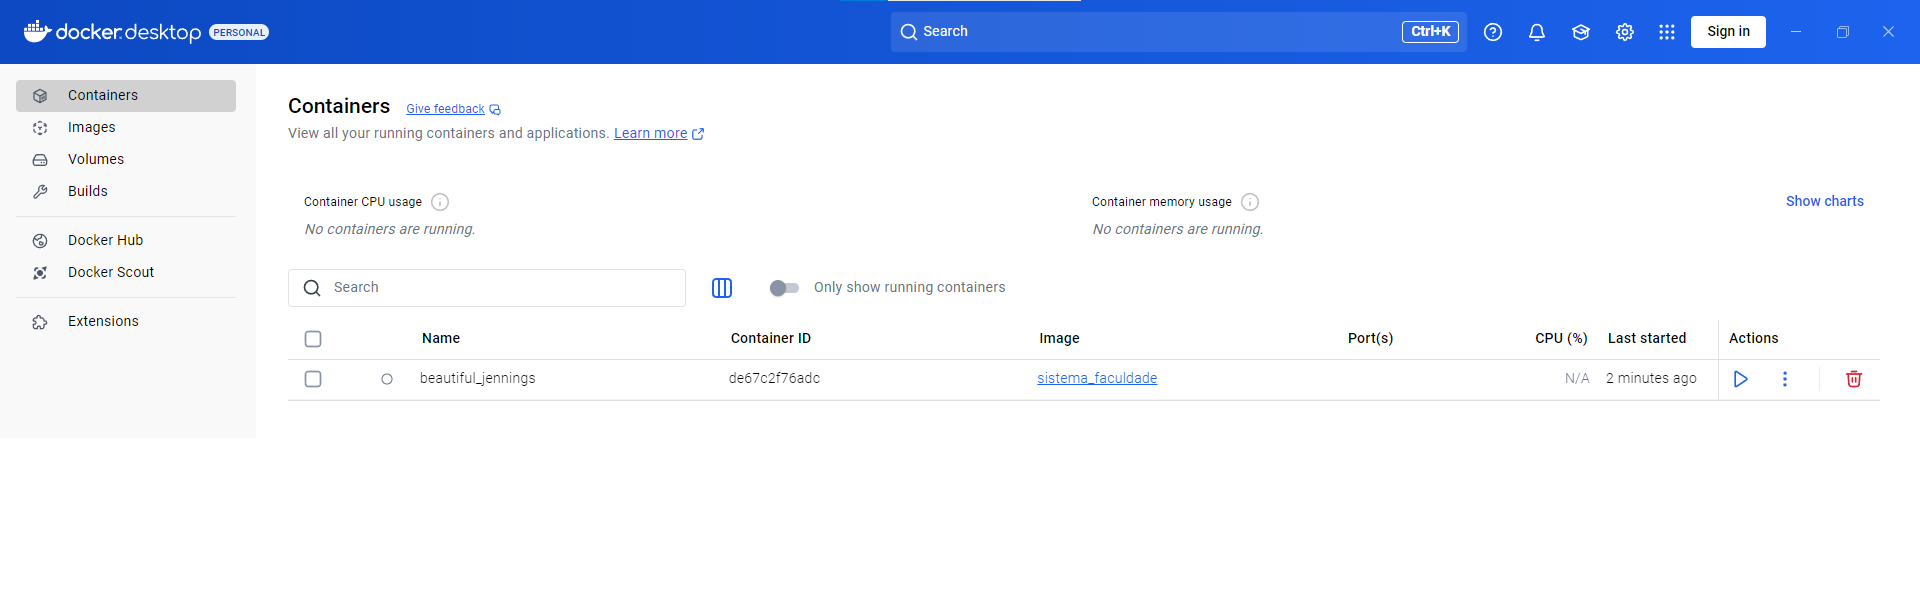 docker.desktop PERSONAL
Search Ctrl+K Sign in
Containers
Images
Volumes
Builds
Docker Hub
Docker Scout
Extensions
Containers Give feedback
View all your running containers and applications. Learn more
Container CPU usage Container memory usage Show charts
No containers are running. No containers are running.
Search Only show running containers
Name Container ID Image Port(s) CPU (%) Last started Actions
beautiful_jennings de67c2f76adc sistema_faculdade N/A 2 minutes ago